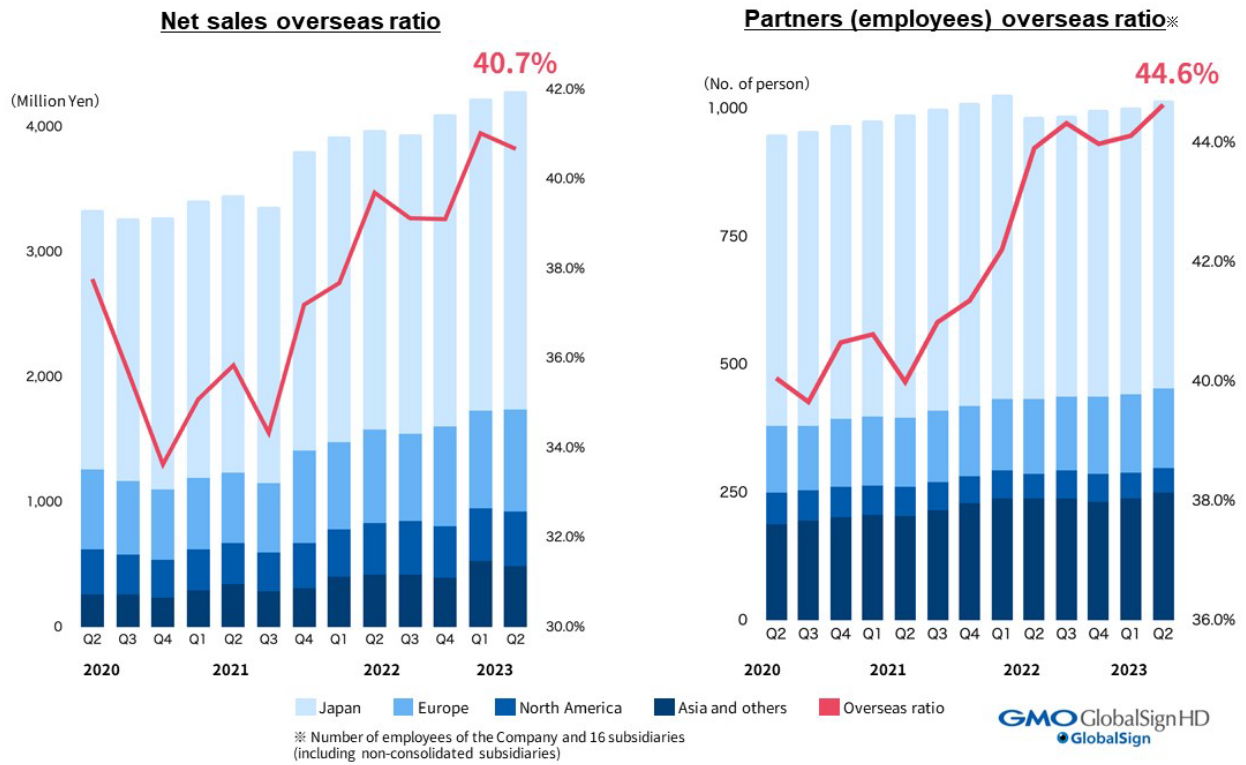 Net sales overseas ratio
40.7%
(Million Yen)
42.0%
4,000
40.0%
3,000
38.0%
36.0%
2,000
34.0%
1,000
32.0%
0
30.0%
Q2 Q3 Q4 Q1 Q2 Q3 Q4 Q1 Q2 Q3 Q4 Q1 Q2
2020 2021 2022 2023
Partners (employees) overseas ratio※
44.6%
(No. of person)
1,000
44.0%
750
42.0%
500
40.0%
250
38.0%
0
36.0%
Q2 Q3 Q4 Q1 Q2 Q3 Q4 Q1 Q2 Q3 Q4 Q1 Q2
2020 2021 2022 2023
Japan Europe North America Asia and others Overseas ratio
※ Number of employees of the Company and 16 subsidiaries
(including non-consolidated subsidiaries)
GMO GlobalSign HD
GlobalSign